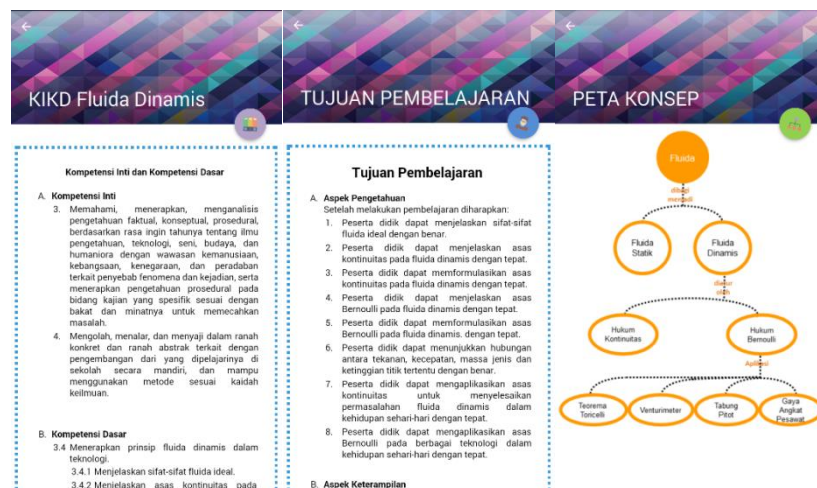 KIKD Fluida Dinamis
Kompetensi Inti dan Kompetensi Dasar
A. Kompetensi Inti
3. Memahami, menerapkan, menganalisis
pengetahuan faktual, konseptual, prosedural,
berdasarkan rasa ingin tahunya tentang ilmu
pengetahuan, teknologi, seni, budaya, dan
humaniora dengan wawasan kemanusiaan,
kebangsaan, kenegaraan, dan peradaban
terkait penyebab fenomena dan kejadian, serta
menerapkan pengetahuan prosedural pada
bidang kajian yang spesifik sesuai dengan
bakat dan minatnya untuk memecahkan
masalah.
4. Mengolah, menalar, dan menyaji dalam ranah
konkret dan ranah abstrak terkait dengan
pengembangan dari yang dipelajarinya di
sekolah secara mandiri, dan mampu
menggunakan metode sesuai kaidah
keilmuan.
B. Kompetensi Dasar
3.4 Menerapkan prinsip fluida dinamis dalam
teknologi.
3.4.1 Menjelaskan sifat-sifat fluida ideal.
3.4.2 Menjelaskan asas kontinuitas pada
TUJUAN PEMBELAJARAN
Tujuan Pembelajaran
A. Aspek Pengetahuan
Setelah melakukan pembelajaran diharapkan:
1. Peserta didik dapat menjelaskan sifat-sifat
fluida ideal dengan benar.
2. Peserta didik dapat menjelaskan asas
kontinuitas pada fluida dinamis dengan tepat.
3. Peserta didik dapat memformulasikan asas
kontinuitas pada fluida dinamis dengan tepat.
4. Peserta didik dapat menjelaskan asas
Bernoulli pada fluida dinamis dengan tepat.
5. Peserta didik dapat memformulasikan asas
Bernoulli pada fluida dinamis. dengan tepat.
6. Peserta didik dapat menunjukkan hubungan
antara tekanan, kecepatan, massa jenis dan
ketinggian titik tertentu dengan benar.
7. Peserta didik dapat mengaplikasikan asas
kontinuitas untuk menyelesaikan
permasalahan fluida dinamis dalam
kehidupan sehari-hari dengan tepat.
8. Peserta didik dapat mengaplikasikan asas
Bernoulli pada berbagai teknologi dalam
kehidupan sehari-hari dengan tepat.
B. Aspek Keterampilan
PETA KONSEP
Fluida
dibagi
menjadi
Fluida
Statik
Fluida
Dinamis
diatur
oleh
Hukum
Kontinuitas
Hukum
Bernoulli
Aplikasi
Teorema
Toricelli
Venturimeter
Tabung
Pitot
Gaya
Angkat
Pesawat